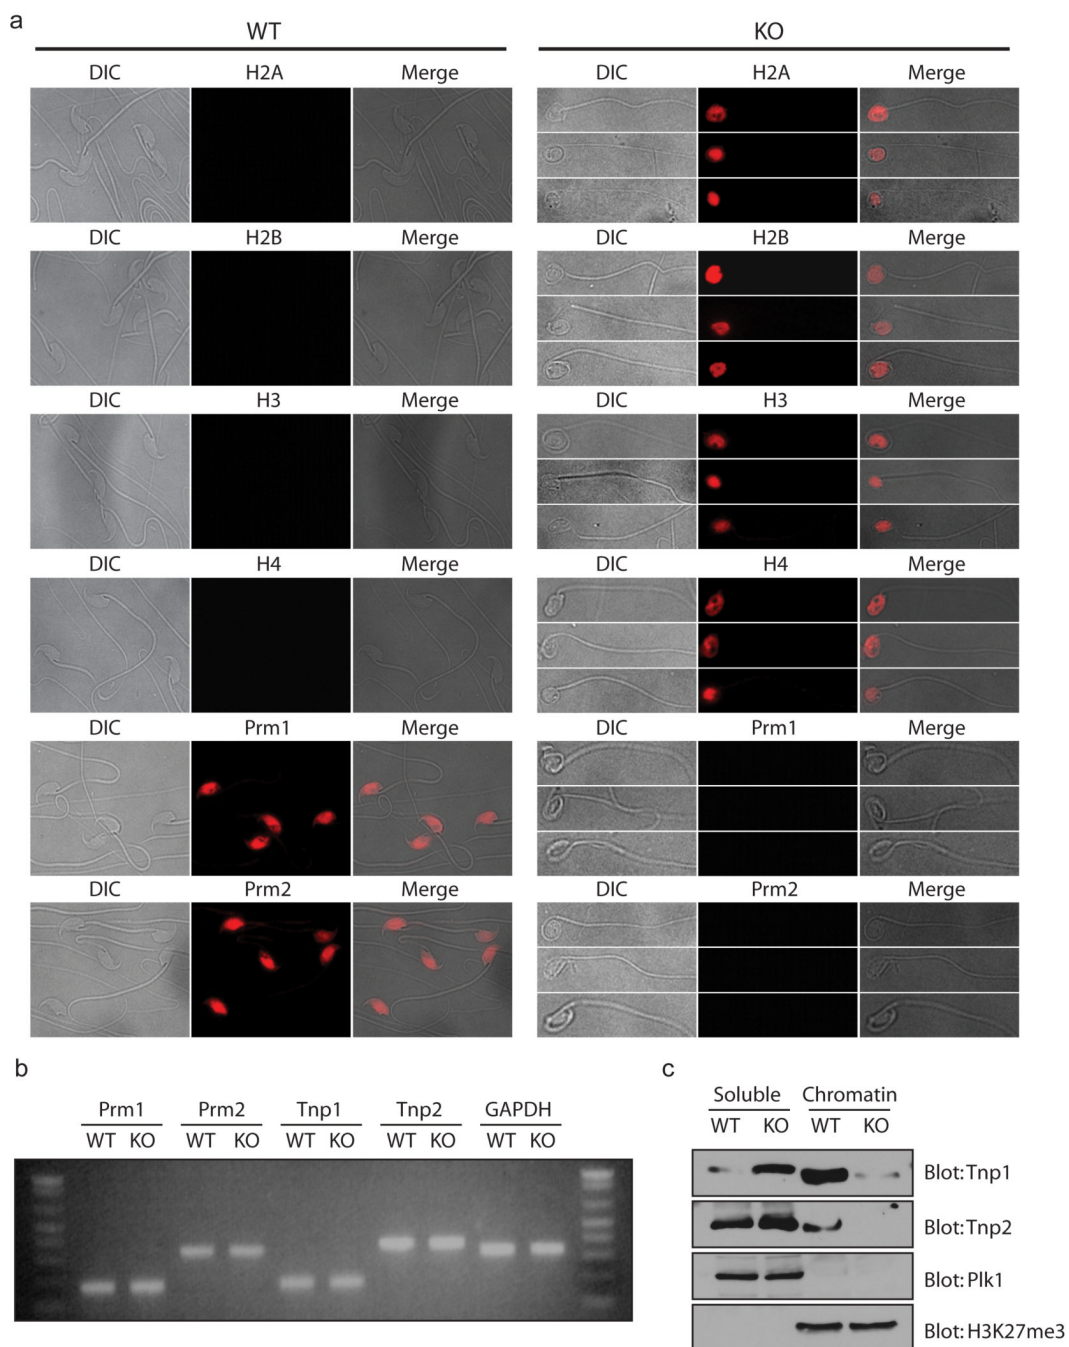 a
WT KO
DIC H2A Merge DIC H2A Merge
DIC H2B Merge DIC H2B Merge
DIC H3 Merge DIC H3 Merge
DIC H4 Merge DIC H4 Merge
DIC Prm1 Merge DIC Prm1 Merge
DIC Prm2 Merge DIC Prm2 Merge
b
Prm1 Prm2 Tnp1 Tnp2 GAPDH
WT KO WT KO WT KO WT KO WT KO
c
Soluble Chromatin
WT KO WT KO
Blot:Tnp1
Blot:Tnp2
Blot:Plk1
Blot:H3K27me3